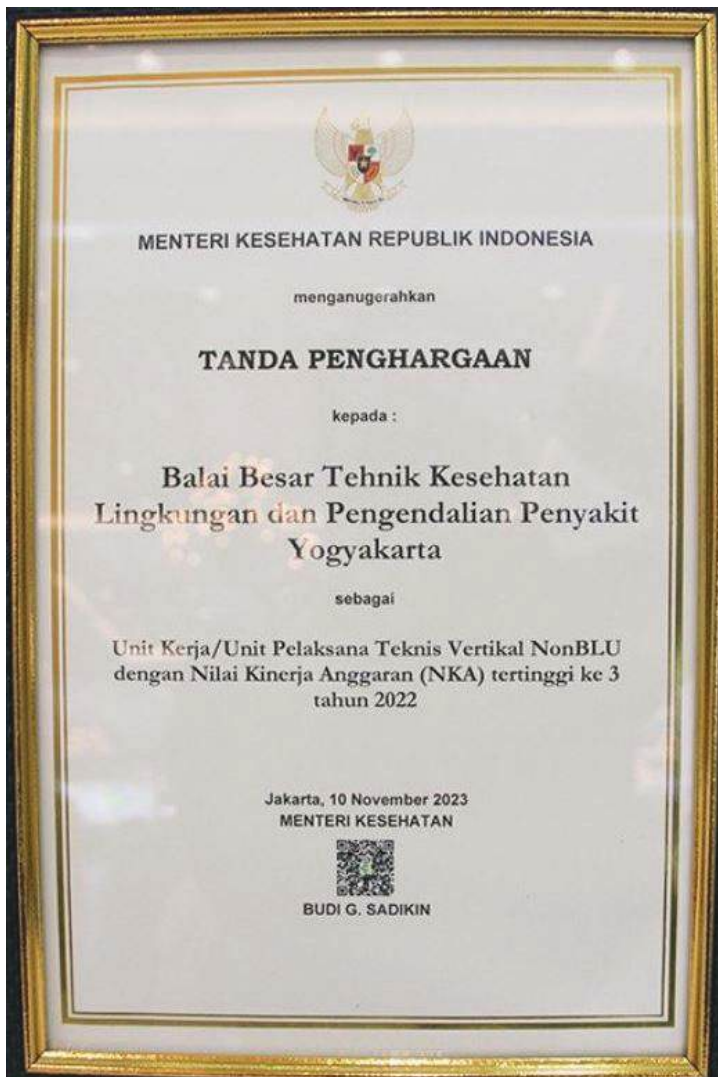 MENTERI KESEHATAN REPUBLIK INDONESIA
menganugerahkan
TANDA PENGHARGAAN
kepada :
Balai Besar Tehnik Kesehatan
Lingkungan dan Pengendalian Penyakit
Yogyakarta
sebagai
Unit Kerja/Unit Pelaksana Teknis Vertikal NonBLU
dengan Nilai Kinerja Anggaran (NKA) tertinggi ke 3
tahun 2022
Jakarta, 10 November 2023
MENTERI KESEHATAN
BUDI G. SADIKIN